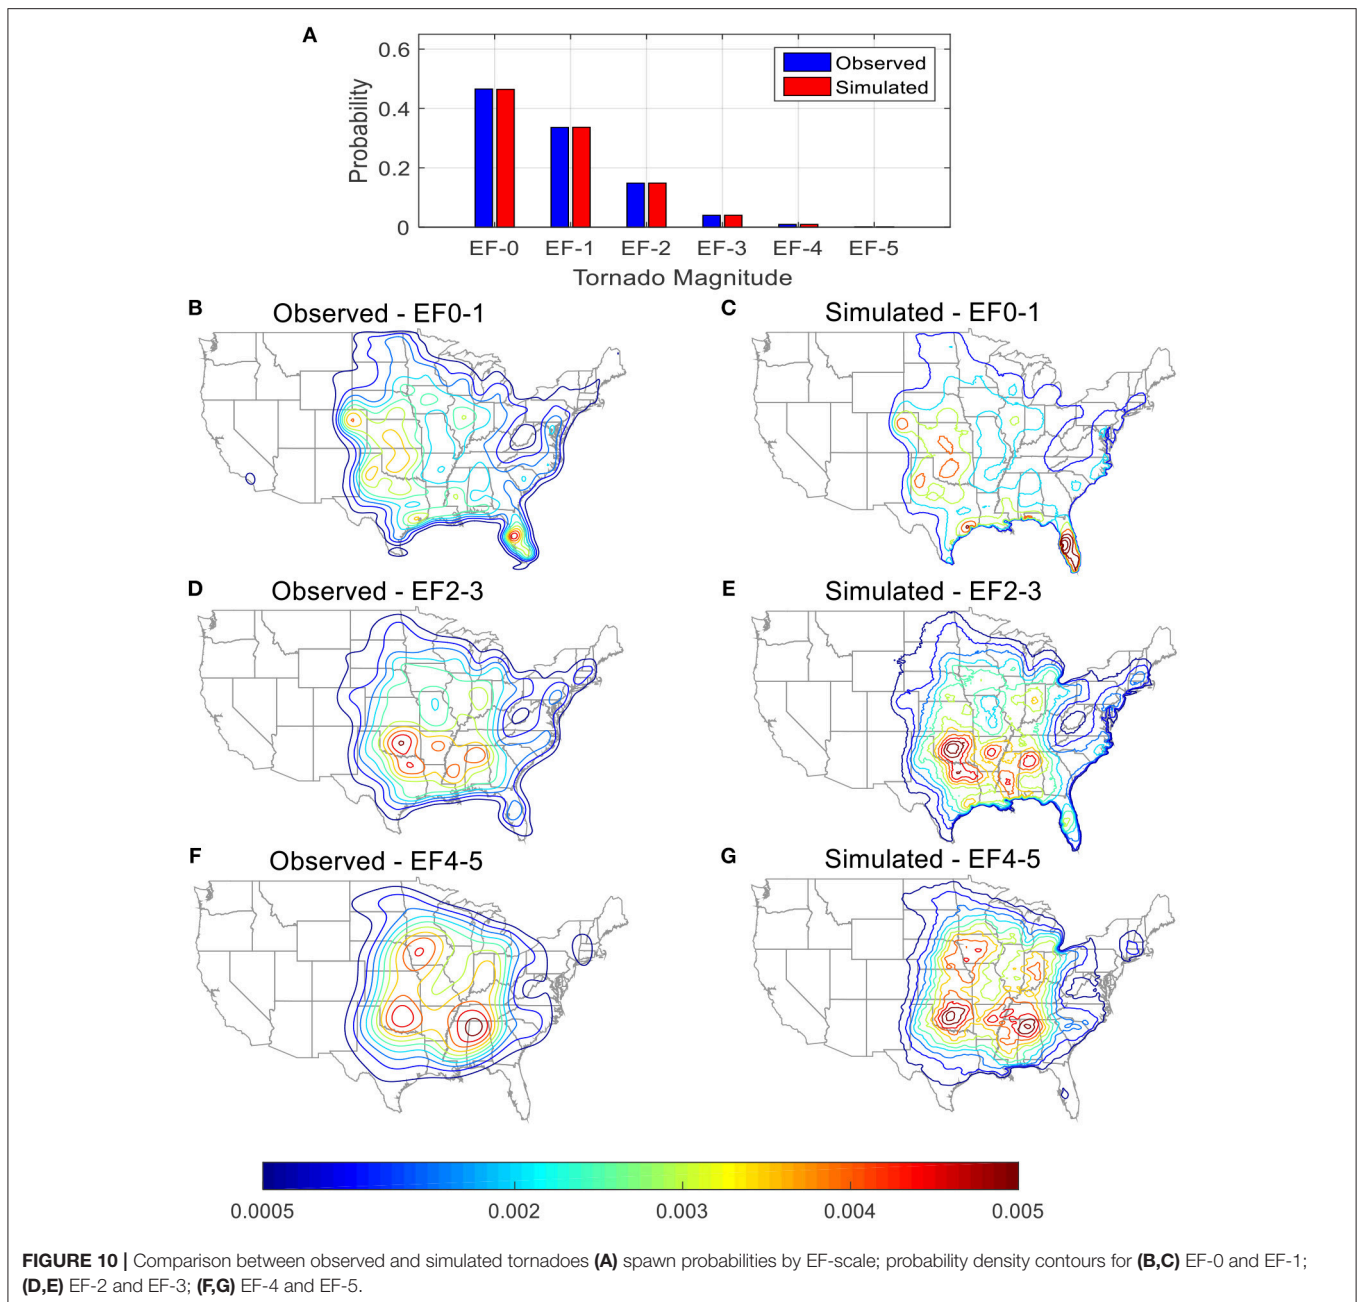 A
0.6
0.4
0.2
0
Probability
Observed
Simulated
EF-0 EF-1 EF-2 EF-3 EF-4 EF-5
Tornado Magnitude
B
Observed - EF0-1
C
Simulated - EF0-1
D
Observed - EF2-3
E
Simulated - EF2-3
F
Observed - EF4-5
G
Simulated - EF4-5
0.0005 0.002 0.003 0.004 0.005
FIGURE 10 | Comparison between observed and simulated tornadoes (A) spawn probabilities by EF-scale; probability density contours for (B,C) EF-0 and EF-1;
(D,E) EF-2 and EF-3; (F,G) EF-4 and EF-5.